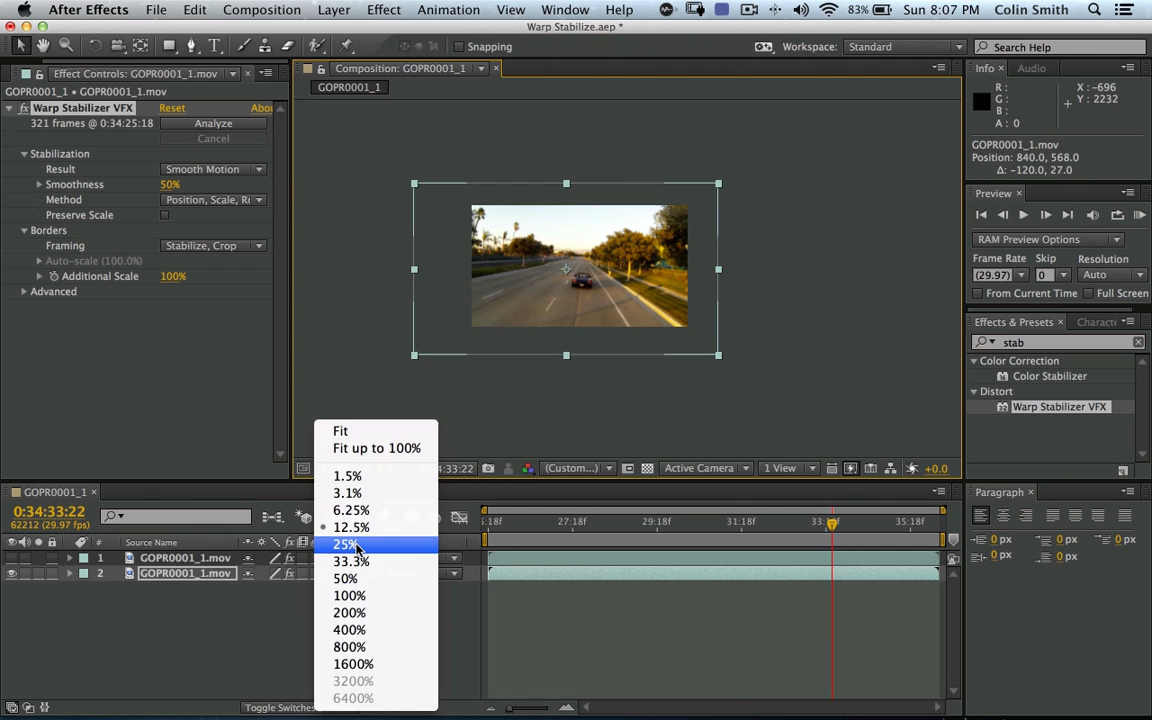 After Effects File Edit Composition Layer Effect Animation View Window Help 83% Sun 8:07 PM Colin Smith
Warp Stabilize.aep *
Snapping Workspace: Standard Search Help
Effect Controls: GOPR0001_1.mov
GOPR0001_1 • GOPR0001_1.mov
fx Warp Stabilizer VFX Reset Abo
321 frames @ 0:34:25:18 Analyze
Cancel
Stabilization
Result Smooth Motion
Smoothness 50%
Method Position, Scale, R
Preserve Scale
Borders
Framing Stabilize, Crop
Auto-scale (100.0%)
Additional Scale 100%
Advanced
Composition: GOPR0001_1
GOPR0001_1
Fit
Fit up to 100%
1.5%
3.1%
6.25%
12.5%
25%
33.3%
50%
100%
200%
400%
800%
1600%
3200%
6400%
33:22 (Custom...) Active Camera 1 View +0.0
Info Audio
R: X: -696
G: Y: 2232
B:
A: 0
GOPR0001_1.mov
Position: 840.0, 568.0
Δ: -120.0, 27.0
Preview
RAM Preview Options
Frame Rate Skip Resolution
(29.97) 0 Auto
From Current Time Full Screen
Effects & Presets Characte
stab
Color Correction
Color Stabilizer
Distort
Warp Stabilizer VFX
Paragraph
0 px 0 px 0 px
0 px 0 px
GOPR0001_1
0:34:33:22
62212 (29.97 fps)
:18f 27:18f 29:18f 31:18f 33: 35:18f
# Source Name
1 GOPR0001_1.mov
2 GOPR0001_1.mov
Toggle Switches